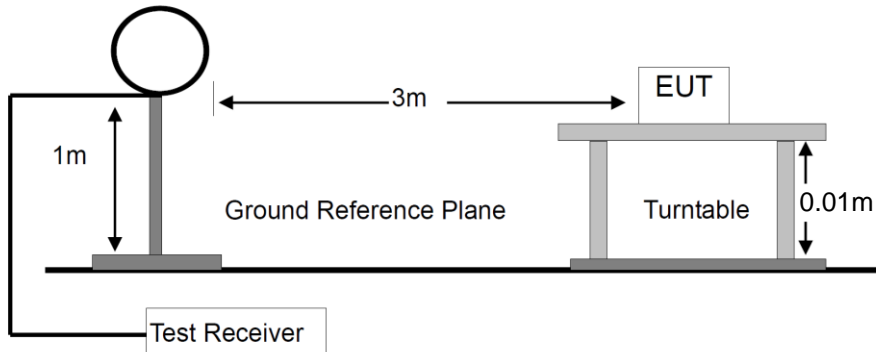 EUT
3m
1m
0.01m
Ground Reference Plane
Turntable
Test Receiver